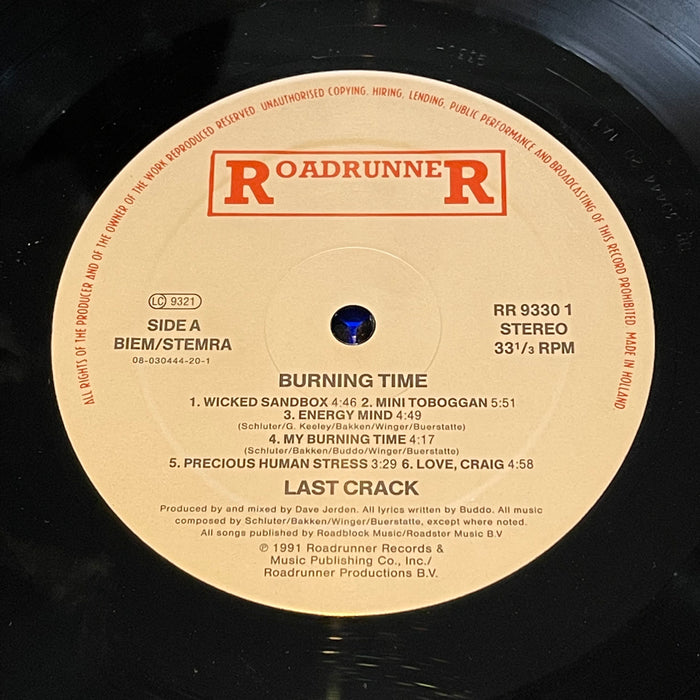 ALL RIGHTS OF THE PRODUCER AND OF THE OWNER OF THE WORK REPRODUCED RESERVED. UNAUTHORISED COPYING, HIRING, LENDING, PUBLIC PERFORMANCE AND BROADCASTING OF THIS RECORD PROHIBITED. MADE IN HOLLAND
ROADRUNNER
LC 9321
SIDE A
BIEM/STEMRA
08-030444-20-1
RR 9330 1
STEREO
33 1/3 RPM
BURNING TIME
1. WICKED SANDBOX 4:46 2. MINI TOBOGGAN 5:51
3. ENERGY MIND 4:49
(Schluter/G. Keeley/Bakken/Winger/Buerstatte)
4. MY BURNING TIME 4:17
(Schluter/Bakken/Buddo/Winger/Buerstatte)
5. PRECIOUS HUMAN STRESS 3:29 6. LOVE, CRAIG 4:58
LAST CRACK
Produced by and mixed by Dave Jerden. All lyrics written by Buddo. All music
composed by Schluter/Bakken/Winger/Buerstatte, except where noted.
All songs published by Roadblock Music/Roadster Music B.V
℗ 1991 Roadrunner Records &
Music Publishing Co., Inc./
Roadrunner Productions B.V.